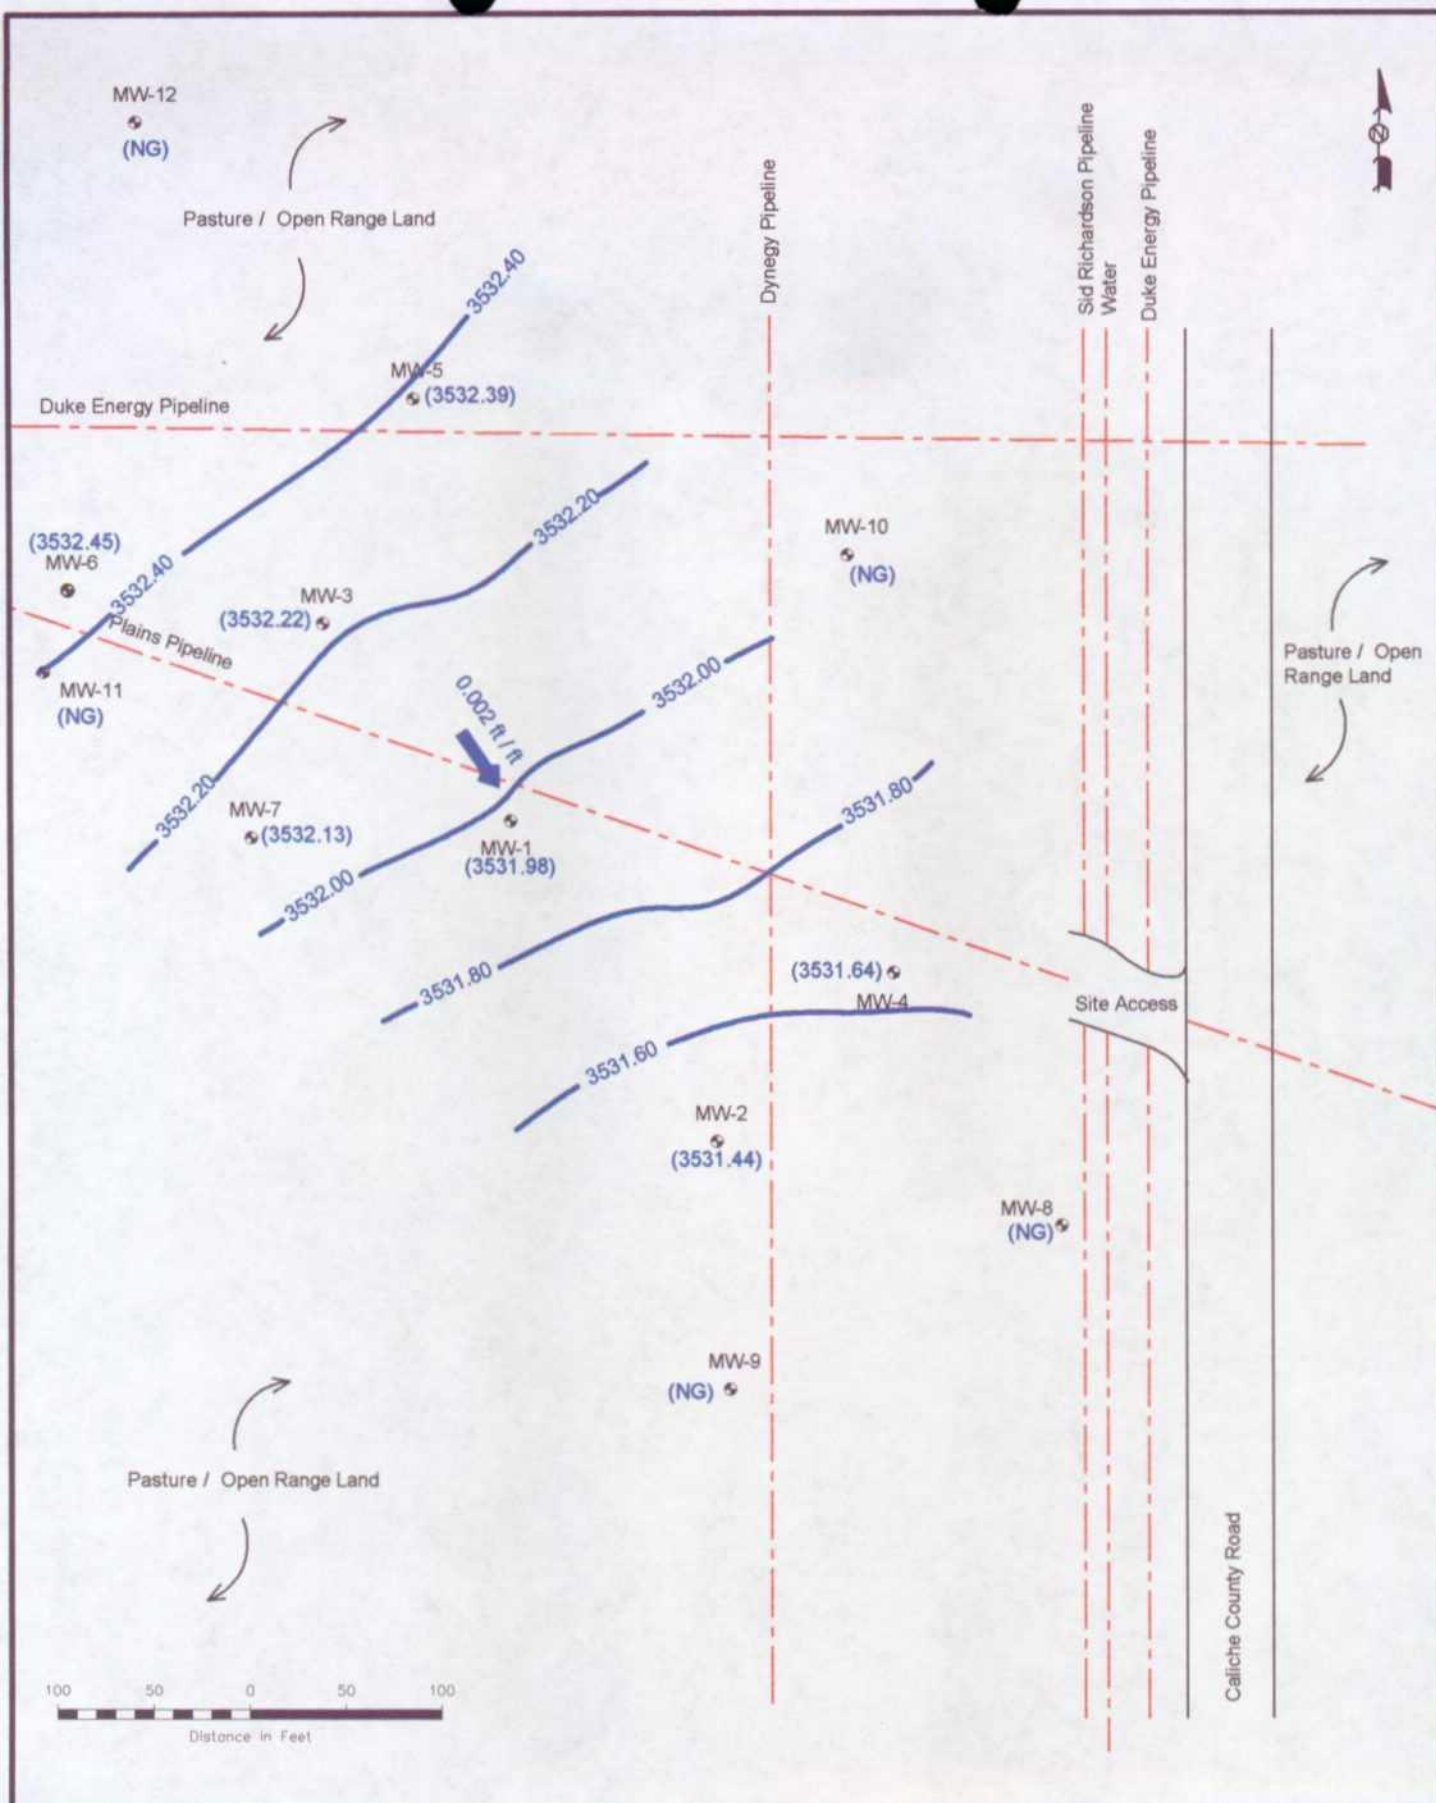 MW-12
(NG)
Pasture / Open Range Land
3532.40
Dynegy Pipeline
Sid Richardson Pipeline
Water
Duke Energy Pipeline
MW-5
(3532.39)
Duke Energy Pipeline
3532.20
MW-10
(NG)
(3532.45)
MW-6
3532.40
MW-3
(3532.22)
Plains Pipeline
MW-11
(NG)
Pasture / Open
Range Land
0.002 ft / ft
3532.00
3532.20
MW-7
(3532.13)
3531.80
MW-1
(3531.98)
3532.00
3531.80
(3531.64)
MW-4
Site Access
3531.60
MW-2
(3531.44)
MW-8
(NG)
MW-9
(NG)
Pasture / Open Range Land
Caliche County Road
100 50 0 50 100
Distance in Feet